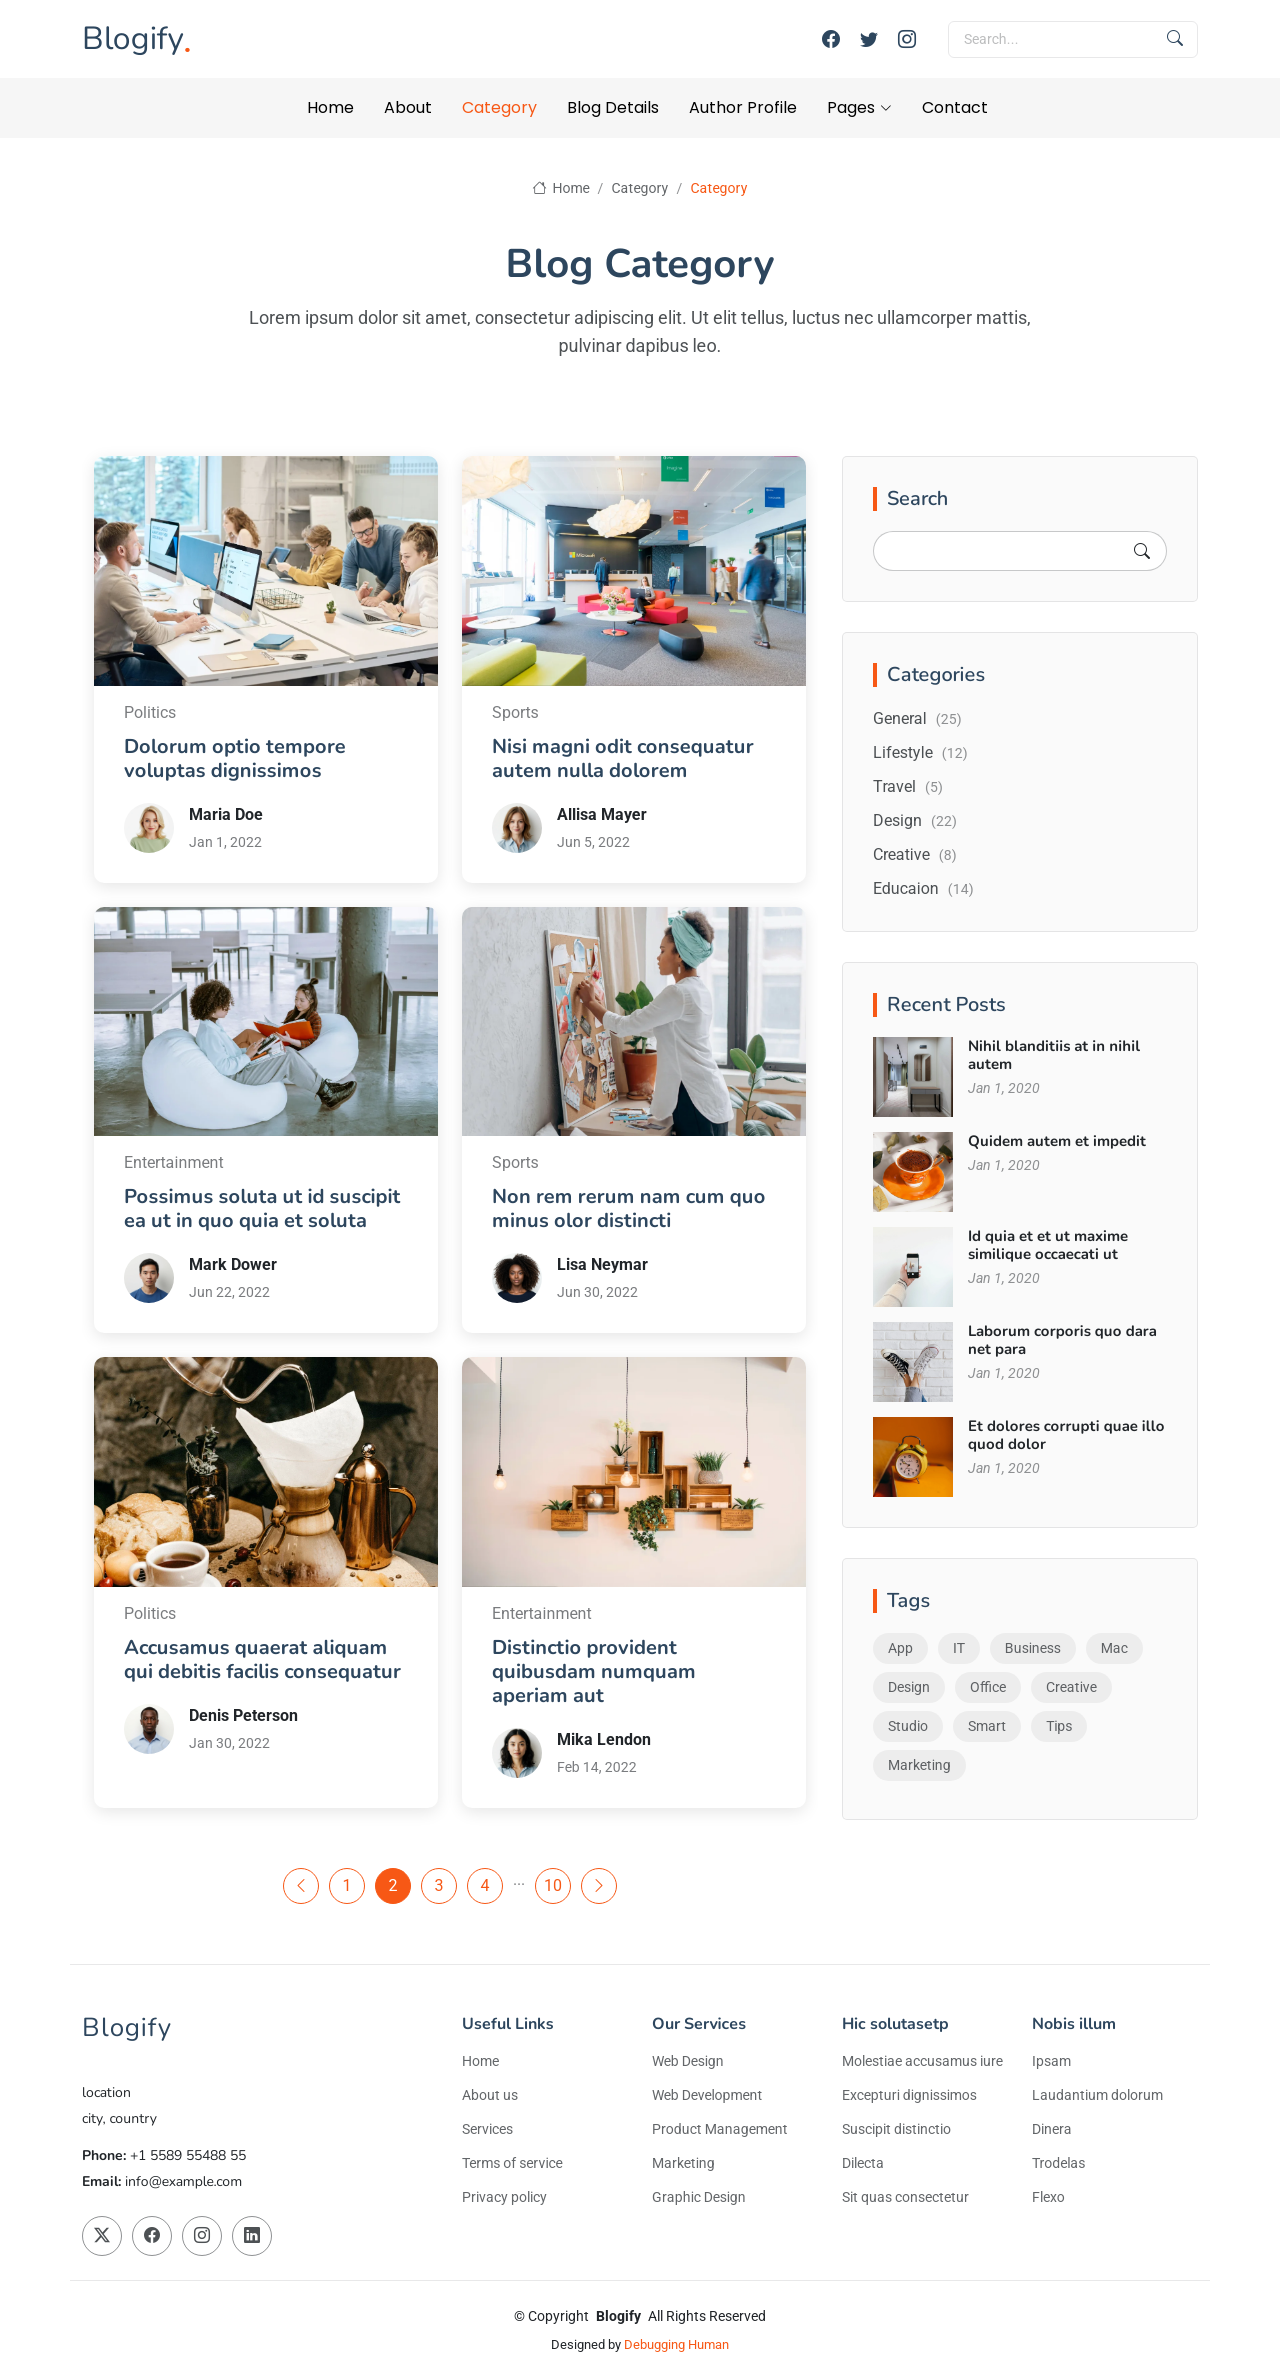 Blogify.
Search...
Home About Category Blog Details Author Profile Pages Contact
Home / Category / Category
Blog Category
Lorem ipsum dolor sit amet, consectetur adipiscing elit. Ut elit tellus, luctus nec ullamcorper mattis,
pulvinar dapibus leo.
Microsoft
Politics
Dolorum optio tempore
voluptas dignissimos
Maria Doe
Jan 1, 2022
Sports
Nisi magni odit consequatur
autem nulla dolorem
Allisa Mayer
Jun 5, 2022
Entertainment
Possimus soluta ut id suscipit
ea ut in quo quia et soluta
Mark Dower
Jun 22, 2022
Sports
Non rem rerum nam cum quo
minus olor distincti
Lisa Neymar
Jun 30, 2022
Politics
Accusamus quaerat aliquam
qui debitis facilis consequatur
Denis Peterson
Jan 30, 2022
Entertainment
Distinctio provident
quibusdam numquam
aperiam aut
Mika Lendon
Feb 14, 2022
1 2 3 4 ... 10
Search
Categories
General (25)
Lifestyle (12)
Travel (5)
Design (22)
Creative (8)
Educaion (14)
Recent Posts
Nihil blanditiis at in nihil
autem
Jan 1, 2020
Quidem autem et impedit
Jan 1, 2020
Id quia et et ut maxime
similique occaecati ut
Jan 1, 2020
Laborum corporis quo dara
net para
Jan 1, 2020
Et dolores corrupti quae illo
quod dolor
Jan 1, 2020
Tags
App IT Business Mac
Design Office Creative
Studio Smart Tips
Marketing
Blogify
location
city, country
Phone: +1 5589 55488 55
Email: info@example.com
Useful Links
Home
About us
Services
Terms of service
Privacy policy
Our Services
Web Design
Web Development
Product Management
Marketing
Graphic Design
Hic solutasetp
Molestiae accusamus iure
Excepturi dignissimos
Suscipit distinctio
Dilecta
Sit quas consectetur
Nobis illum
Ipsam
Laudantium dolorum
Dinera
Trodelas
Flexo
© Copyright Blogify All Rights Reserved
Designed by Debugging Human